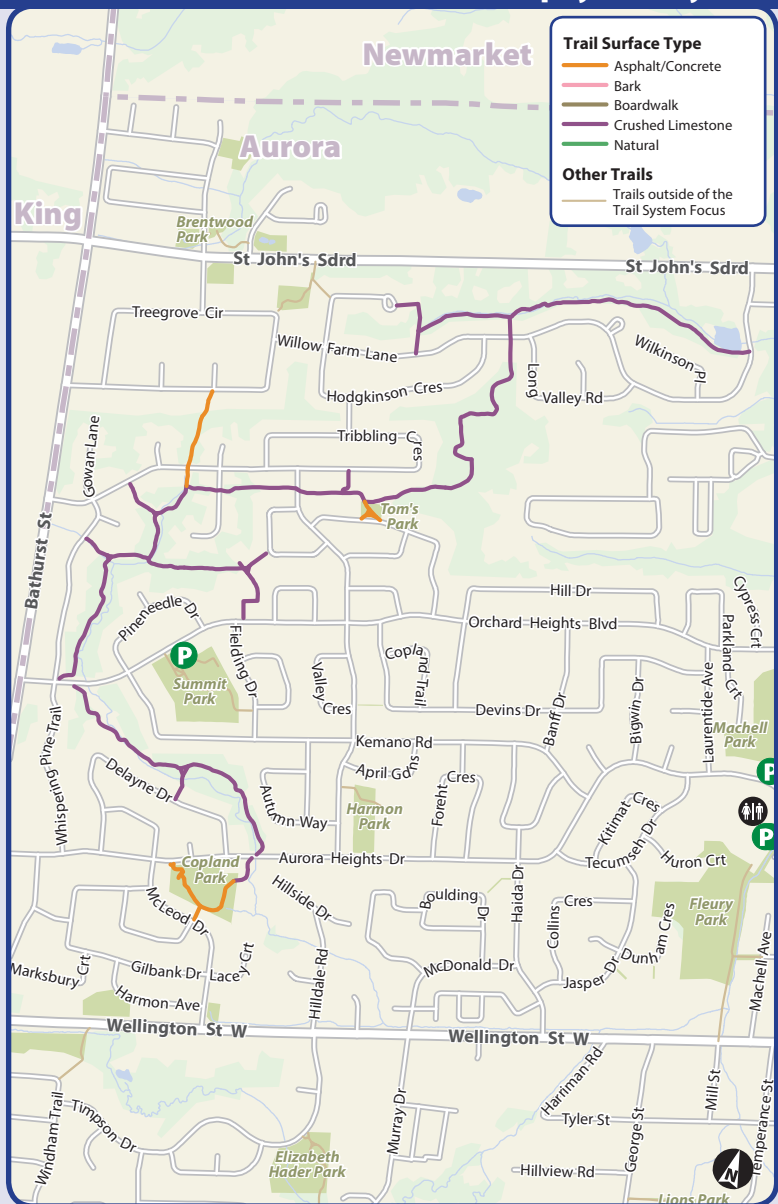 Newmarket
Trail Surface Type
Asphalt/Concrete
Bark
Boardwalk
Crushed Limestone
Natural
Other Trails
Trails outside of the
Trail System Focus
Aurora
King
Brentwood
Park
St John's Sdrd
St John's Sdrd
Treegrove Cir
Willow Farm Lane
Wilkinson Pl
Hodgkinson Cres
Long
Valley Rd
Gowan Lane
Tribbling Cres
Tom's
Park
Bathurst St
Hill Dr
Cypress Crt
Pineneedle Dr
Orchard Heights Blvd
Fielding Dr
Parkland Crt
P
Copland Trail
Summit
Park
Valley
Cres
Laurentide Ave
Bigwin Dr
Banff Dr
Devins Dr
Machell
Park
Whispering Pine Trail
Kemano Rd
April Gdns
P
Delayne Dr
Autumn Way
Foreht Cres
Harmon
Park
Kitimat Cres
P
Tecumseh Dr
Huron Crt
Copland
Park
Aurora Heights Dr
Hillside Dr
McLeod Dr
Boulding
Dr
Haida Dr
Collins
Cres
Fleury
Park
Dunham Cres
Marksbury Crt
Gilbank Dr
Lacey Crt
Hilldale Rd
McDonald Dr
Jasper Dr
Machell Ave
Harmon Ave
Wellington St W
Wellington St W
Harriman Rd
Mill St
Windham Trail
Timpson Dr
Murray Dr
Tyler St
George St
Temperance St
Elizabeth
Hader Park
Hillview Rd
N
Lions Park